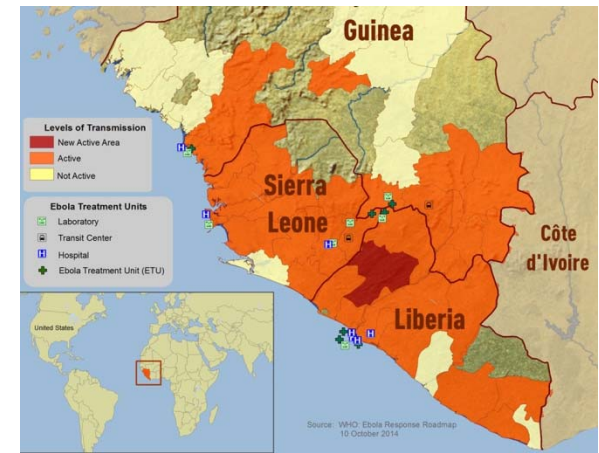 Guinea
Levels of Transmission
New Active Area
Active
Not Active
Sierra
Leone
Ebola Treatment Units
Laboratory
Transit Center
Hospital
Ebola Treatment Unit (ETU)
Côte
d'Ivoire
Liberia
United States
Source: WHO: Ebola Response Roadmap
10 October 2014